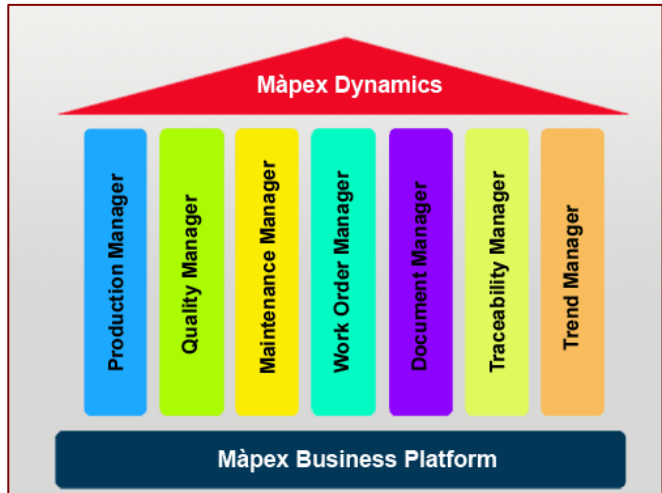 Màpex Dynamics
Production Manager
Quality Manager
Maintenance Manager
Work Order Manager
Document Manager
Traceability Manager
Trend Manager
Màpex Business Platform